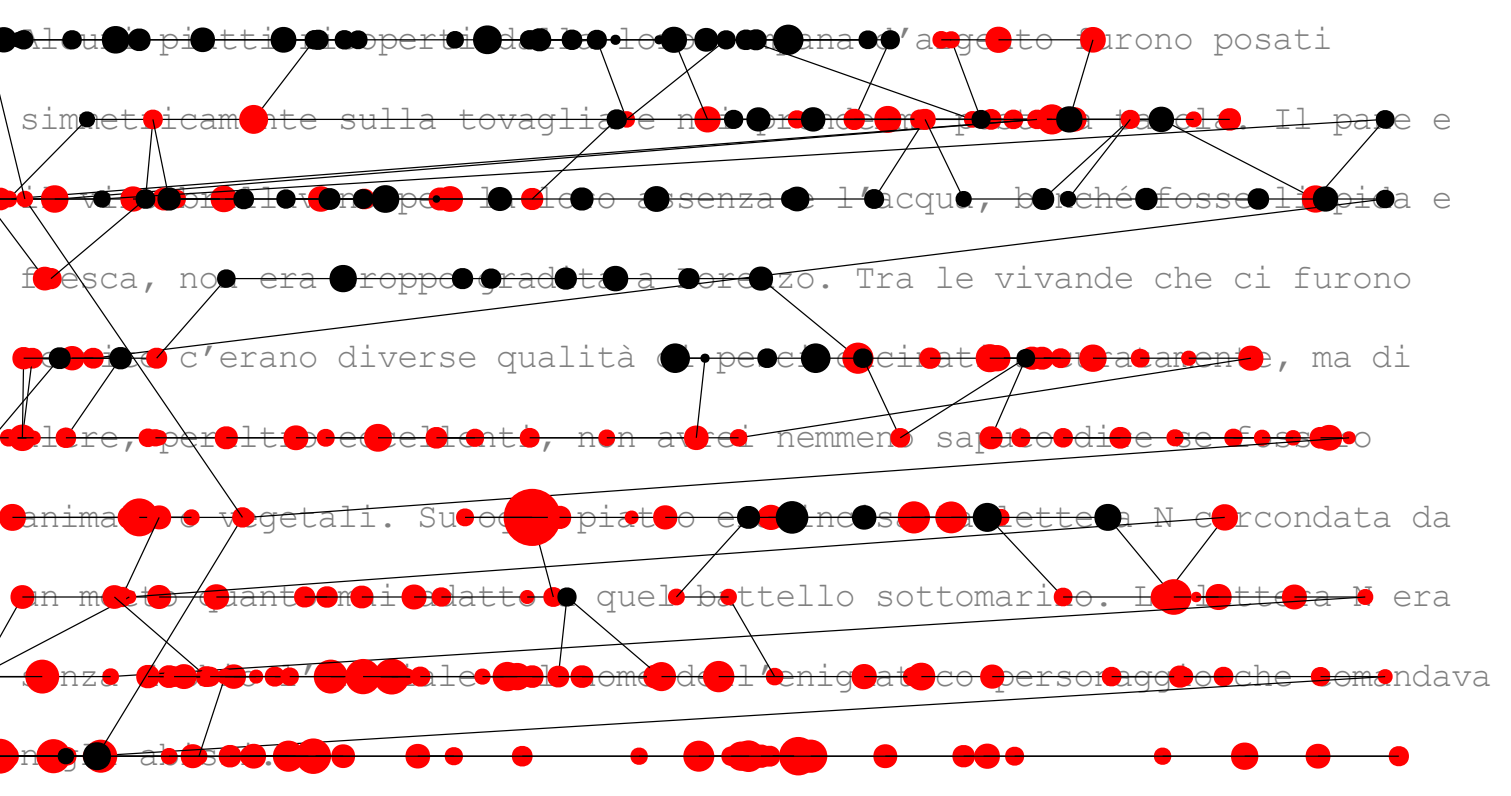 Alcuni piatti ricoperti dalla loro campana d’argento furono posati
simmetricamente sulla tovaglia e noi prendemmo posto a tavola. Il pane e
il vino brillavano per la loro assenza e l’acqua, benché fosse limpida e
fresca, non era troppo gradita a Lorenzo. Tra le vivande che ci furono
servite c’erano diverse qualità di pesci cucinati accuratamente, ma di
altre, peraltro eccellenti, non avrei nemmeno saputo dire se fossero
animali o vegetali. Su ogni piatto era incisa la lettera N circondata da
un motto quanto mai adatto a quel battello sottomarino. La lettera N era
senza dubbio l’iniziale del nome dell’enigmatico personaggio che comandava
negli abissi.